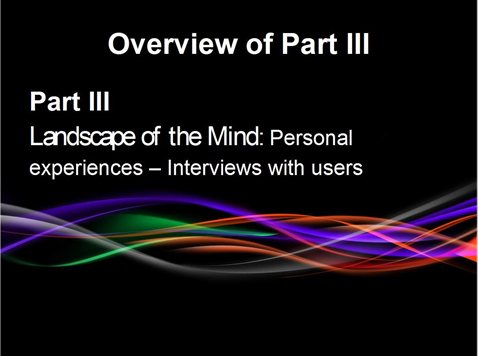 Overview of Part III
Part III
Landscape of the Mind: Personal
experiences – Interviews with users